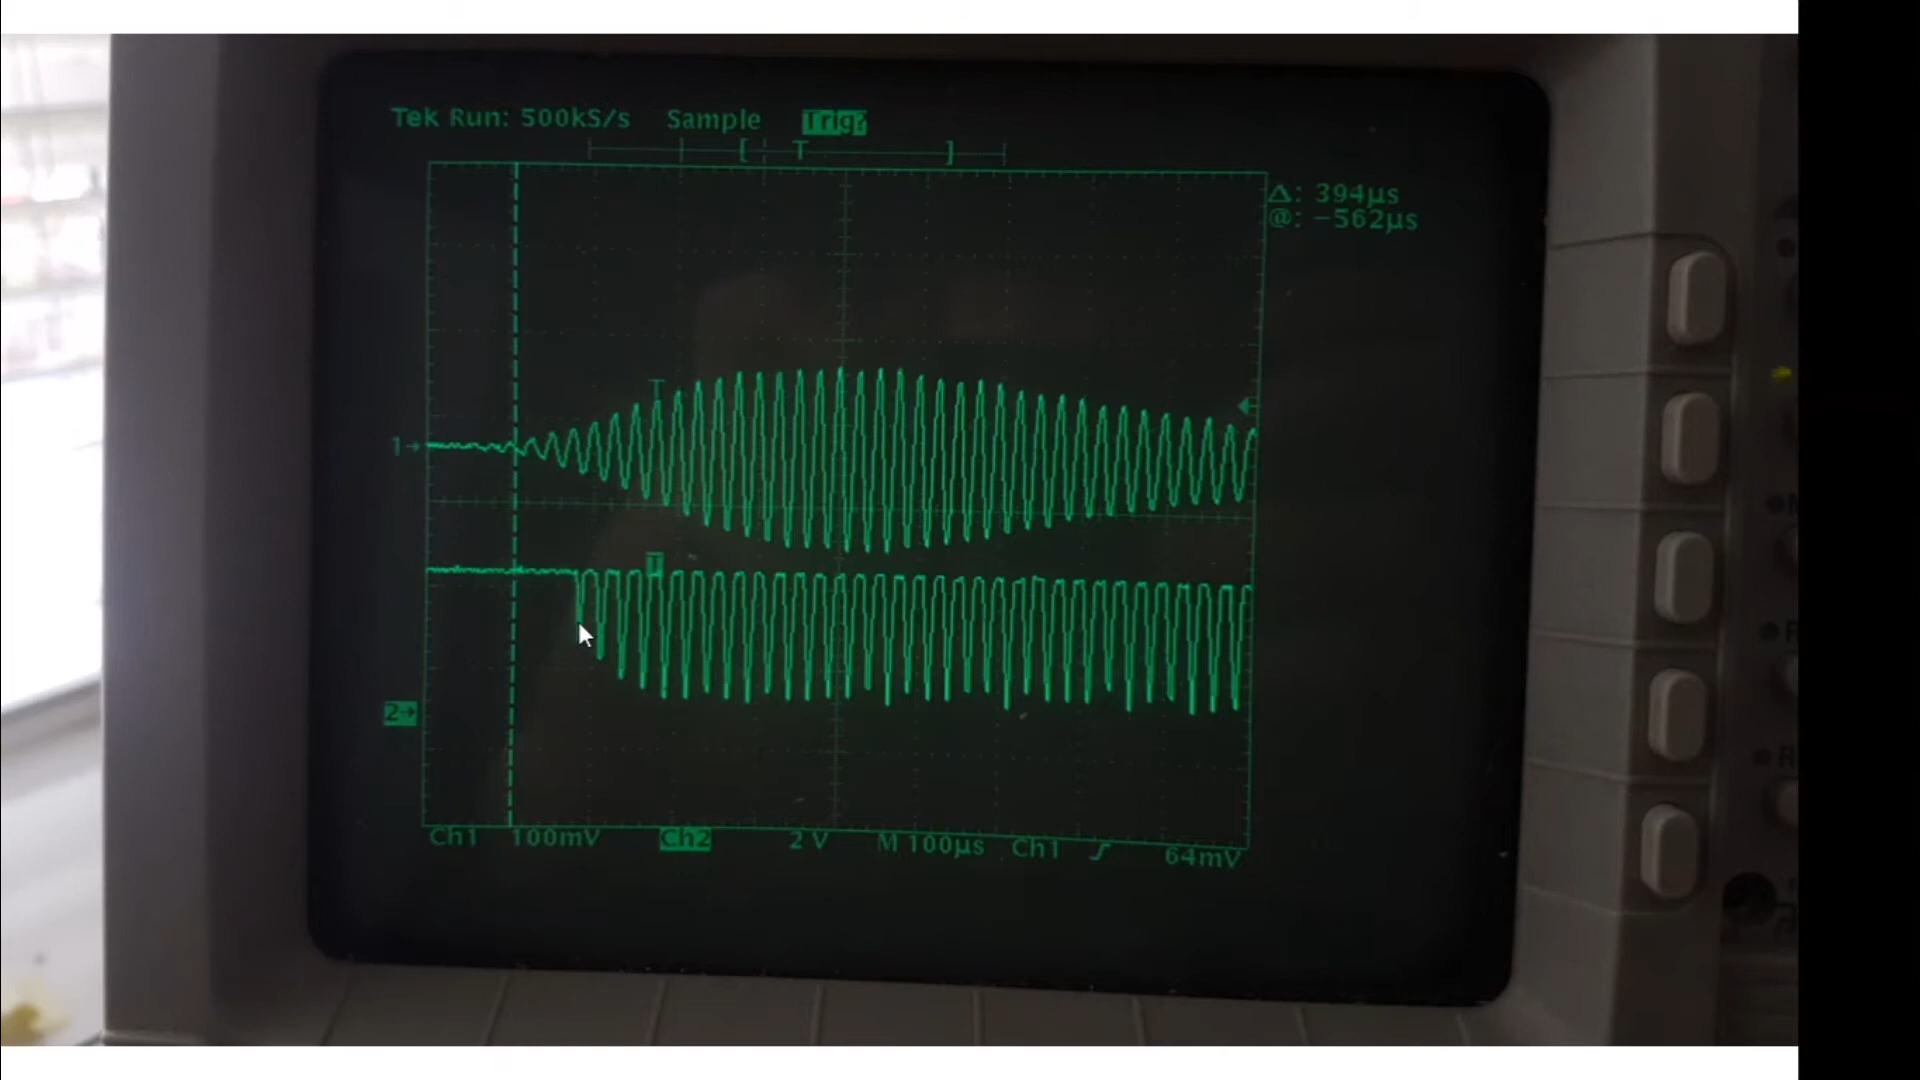 Tek Run: 500kS/s Sample Trig?
[ T ]
Δ: 394µs
@: −562µs
T
1→
T
2→
Ch1 100mV Ch2 2 V M 100µs Ch1 64mV